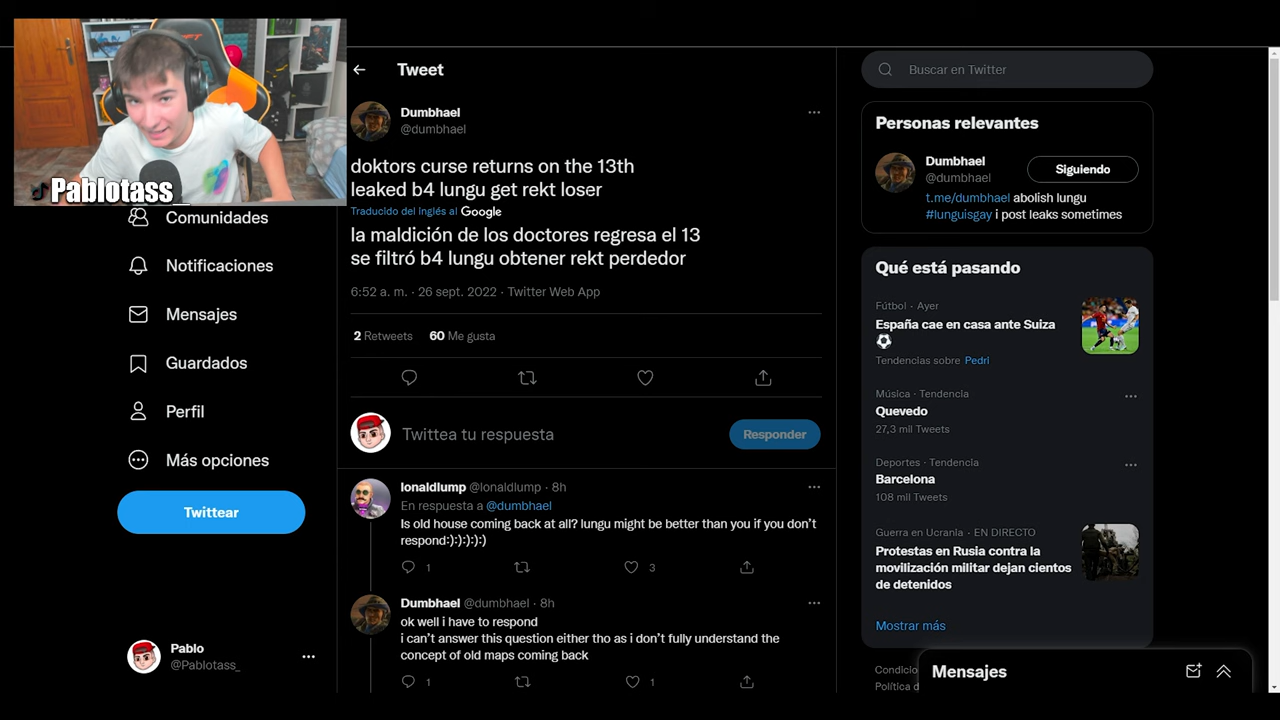 Pablotass_
Comunidades
Notificaciones
Mensajes
Guardados
Perfil
Más opciones
Twittear
Pablo
@Pablotass_
Tweet
Dumbhael
@dumbhael
doktors curse returns on the 13th
leaked b4 lungu get rekt loser
Traducido del Inglés al Google
la maldición de los doctores regresa el 13
se filtró b4 lungu obtener rekt perdedor
6:52 a. m. · 26 sept. 2022 · Twitter Web App
2 Retweets 60 Me gusta
Twittea tu respuesta
Responder
lonaldlump @lonaldlump · 8h
En respuesta a @dumbhael
Is old house coming back at all? lungu might be better than you if you don't
respond:):):):):)
1 3
Dumbhael @dumbhael · 8h
ok well i have to respond
i can't answer this question either tho as i don't fully understand the
concept of old maps coming back
1 1
Buscar en Twitter
Personas relevantes
Dumbhael
@dumbhael
Siguiendo
t.me/dumbhael abolish lungu
#lunguisgay i post leaks sometimes
Qué está pasando
Fútbol · Ayer
España cae en casa ante Suiza
Tendencias sobre Pedri
Música · Tendencia
Quevedo
27,3 mil Tweets
Deportes · Tendencia
Barcelona
108 mil Tweets
Guerra en Ucrania · EN DIRECTO
Protestas en Rusia contra la
movilización militar dejan cientos
de detenidos
Mostrar más
Condicio
Política d
Mensajes